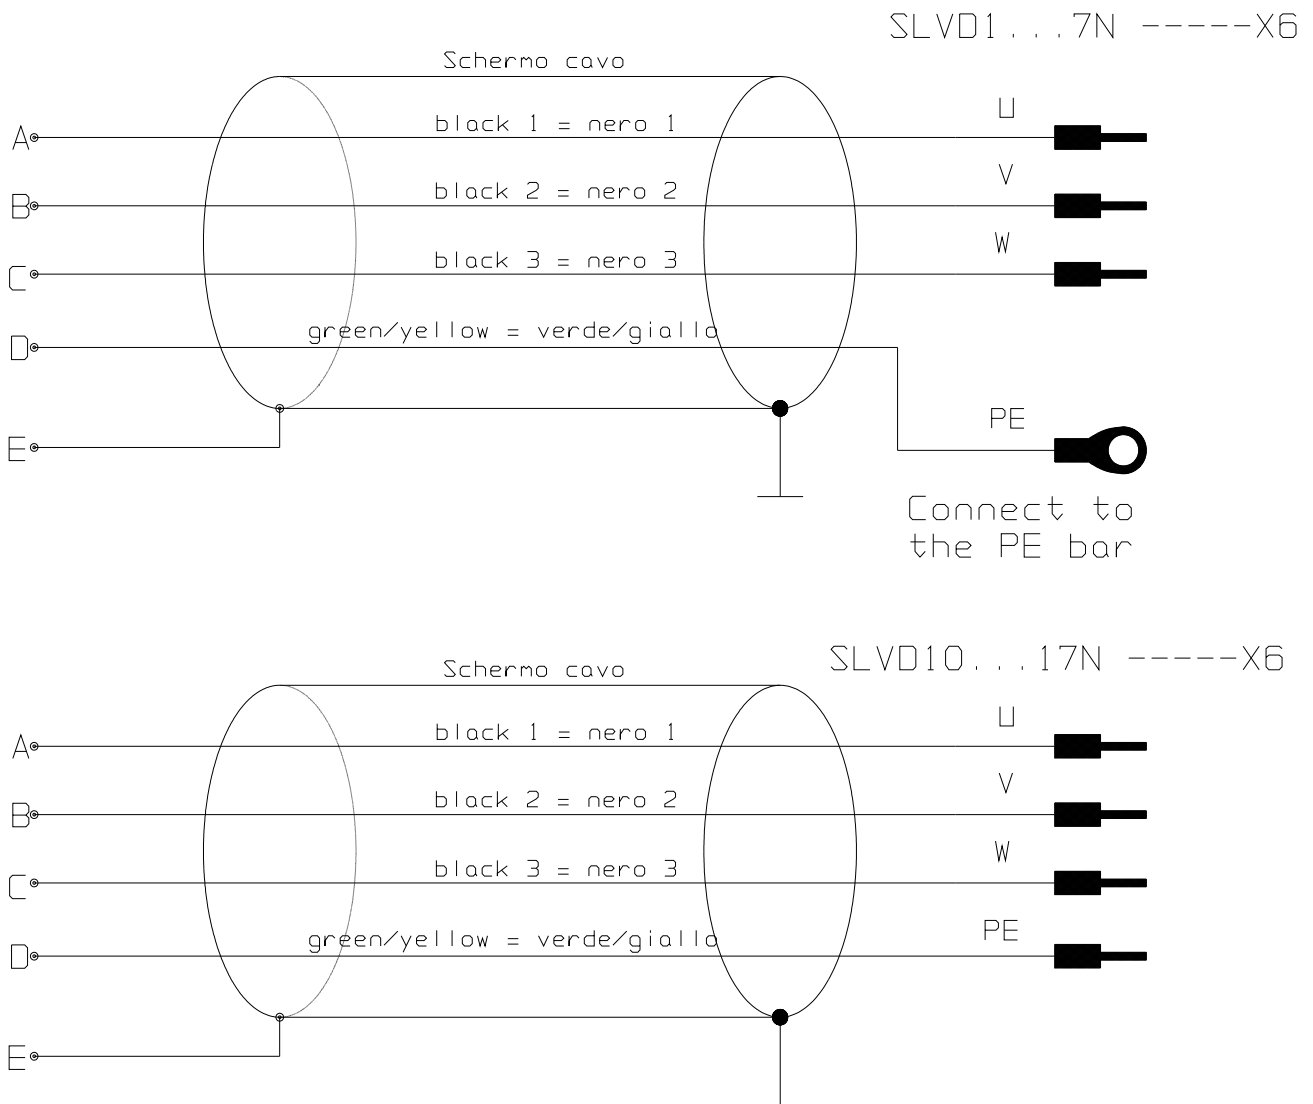 SLVD1...7N -----X6
Schermo cavo
U
A
black 1 = nero 1
V
B
black 2 = nero 2
W
C
black 3 = nero 3
D
green/yellow = verde/giallo
PE
E
Connect to
the PE bar
SLVD10...17N -----X6
Schermo cavo
U
A
black 1 = nero 1
V
B
black 2 = nero 2
W
C
black 3 = nero 3
PE
D
green/yellow = verde/giallo
E